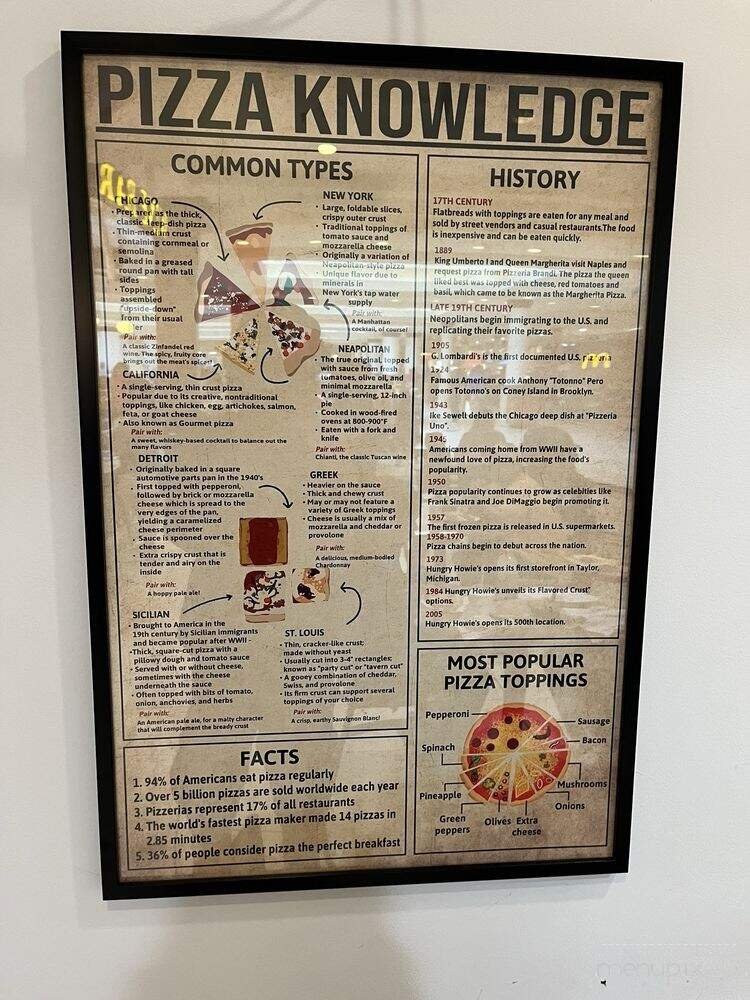 PIZZA KNOWLEDGE
COMMON TYPES
CHICAGO
• Prepared as the thick,
classic deep dish pizza
• Thin-medium crust
containing cornmeal or
semolina
• Baked in a greased
round pan with tall
sides
• Toppings
assembled
"upside-down"
from their usual
Pair with:
A classic Zinfandel red
wine. The spicy, fruity core
brings out the meat's spices!
NEW YORK
• Large, foldable slices,
crispy outer crust
• Traditional toppings of
tomato sauce and
mozzarella cheese
• Originally a variation of
Neapolitan-style pizza
• Unique flavor due to
minerals in
New York's tap water
supply
Pair with:
A Manhattan
cocktail, of course!
CALIFORNIA
• A single-serving, thin crust pizza
• Popular due to its creative, nontraditional
toppings, like chicken, egg, artichokes, salmon,
feta, or goat cheese
• Also known as Gourmet pizza
Pair with:
A sweet, whiskey-based cocktail to balance out the
many flavors
NEAPOLITAN
• The true original, topped
with sauce from fresh
tomatoes, olive oil, and
minimal mozzarella
• A single-serving, 12-inch
pie
• Cooked in wood-fired
ovens at 800-900°F
• Eaten with a fork and
knife
Pair with:
Chianti, the classic Tuscan wine
DETROIT
• Originally baked in a square
automotive parts pan in the 1940's
• First topped with pepperoni,
followed by brick or mozzarella
cheese which is spread to the
very edges of the pan,
yielding a caramelized
cheese perimeter
• Sauce is spooned over the
cheese
• Extra crispy crust that is
tender and airy on the
inside
Pair with:
A hoppy pale ale!
GREEK
• Heavier on the sauce
• Thick and chewy crust
• May or may not feature a
variety of Greek toppings
• Cheese is usually a mix of
mozzarella and cheddar or
provolone
Pair with:
A delicious, medium-bodied
Chardonnay
SICILIAN
• Brought to America in the
19th century by Sicilian immigrants
and became popular after WWII -
•Thick, square-cut pizza with a
pillowy dough and tomato sauce
• Served with or without cheese,
sometimes with the cheese
underneath the sauce
• Often topped with bits of tomato,
onion, anchovies, and herbs
Pair with:
An American pale ale, for a malty character
that will complement the bready crust
ST. LOUIS
• Thin, cracker-like crust;
made without yeast
• Usually cut into 3-4" rectangles;
known as "party cut" or "tavern cut"
• A gooey combination of cheddar,
Swiss, and provolone
• Its firm crust can support several
toppings of your choice
Pair with:
A crisp, earthy Sauvignon Blanc!
FACTS
1. 94% of Americans eat pizza regularly
2. Over 5 billion pizzas are sold worldwide each year
3. Pizzerias represent 17% of all restaurants
4. The world's fastest pizza maker made 14 pizzas in
2.85 minutes
5. 36% of people consider pizza the perfect breakfast
HISTORY
17TH CENTURY
Flatbreads with toppings are eaten for any meal and
sold by street vendors and casual restaurants.The food
is inexpensive and can be eaten quickly.
1889
King Umberto I and Queen Margherita visit Naples and
request pizza from Pizzeria Brandi. The pizza the queen
liked best was topped with cheese, red tomatoes and
basil, which came to be known as the Margherita Pizza.
LATE 19TH CENTURY
Neopolitans begin immigrating to the U.S. and
replicating their favorite pizzas.
1905
G. Lombardi's is the first documented U.S. pizzeria
1924
Famous American cook Anthony "Totonno" Pero
opens Totonno's on Coney Island in Brooklyn.
1943
Ike Sewell debuts the Chicago deep dish at "Pizzeria
Uno".
1945
Americans coming home from WWII have a
newfound love of pizza, increasing the food's
popularity.
1950
Pizza popularity continues to grow as celebities like
Frank Sinatra and Joe DiMaggio begin promoting it.
1957
The first frozen pizza is released in U.S. supermarkets.
1958-1970
Pizza chains begin to debut across the nation.
1973
Hungry Howie's opens its first storefront in Taylor,
Michigan.
1984 Hungry Howie's unveils its Flavored Crust®
options.
2005
Hungry Howie's opens its 500th location.
MOST POPULAR
PIZZA TOPPINGS
Pepperoni
Sausage
Bacon
Spinach
Mushrooms
Pineapple
Onions
Green
peppers
Olives
Extra
cheese